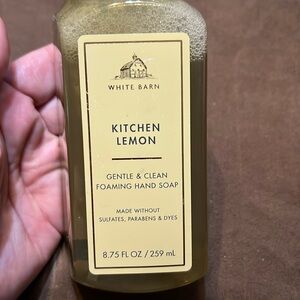 WHITE BARN
KITCHEN
LEMON
GENTLE & CLEAN
FOAMING HAND SOAP
MADE WITHOUT
SULFATES, PARABENS & DYES
8.75 FL OZ / 259 mL